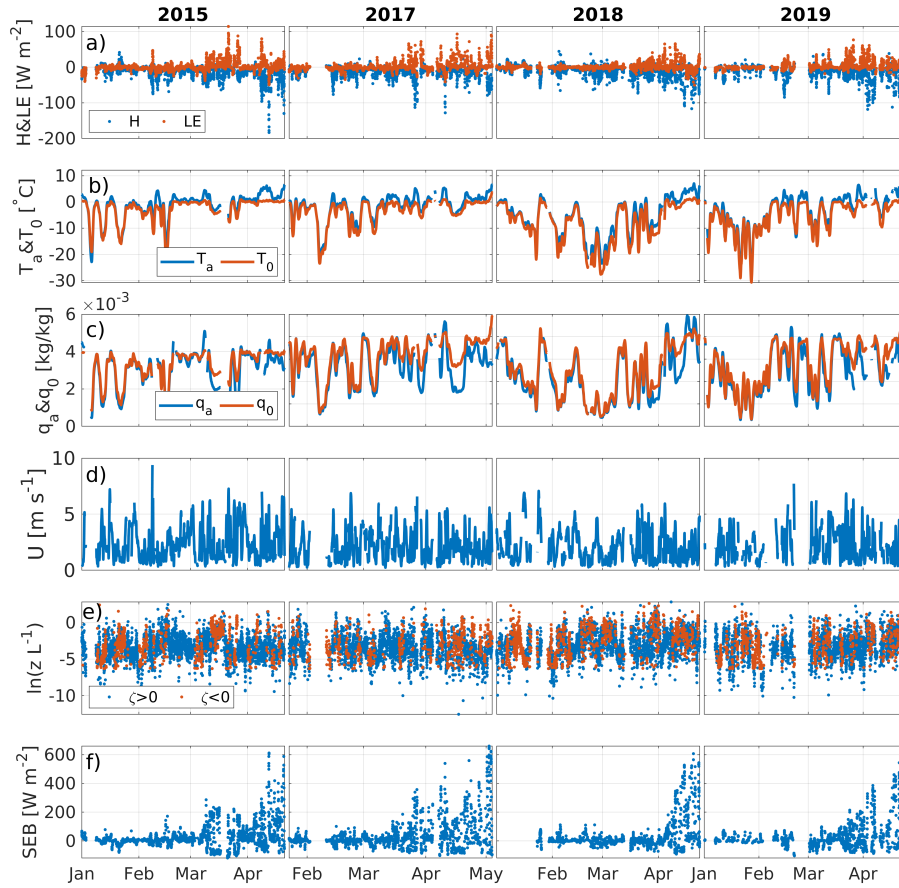 2015 2017 2018 2019
a)
H&LE [W m⁻²]
100
0
-100
-200
H LE
b)
Tₐ&T₀ [°C]
10
0
-10
-20
-30
Tₐ T₀
×10⁻³
c)
qₐ&q₀ [kg/kg]
6
4
2
0
qₐ q₀
d)
U [m s⁻¹]
10
5
0
e)
ln(z L⁻¹)
0
-5
-10
ζ>0 ζ<0
f)
SEB [W m⁻²]
600
400
200
0
Jan Feb Mar Apr Feb Mar Apr May Jan Feb Mar Apr Jan Feb Mar Apr